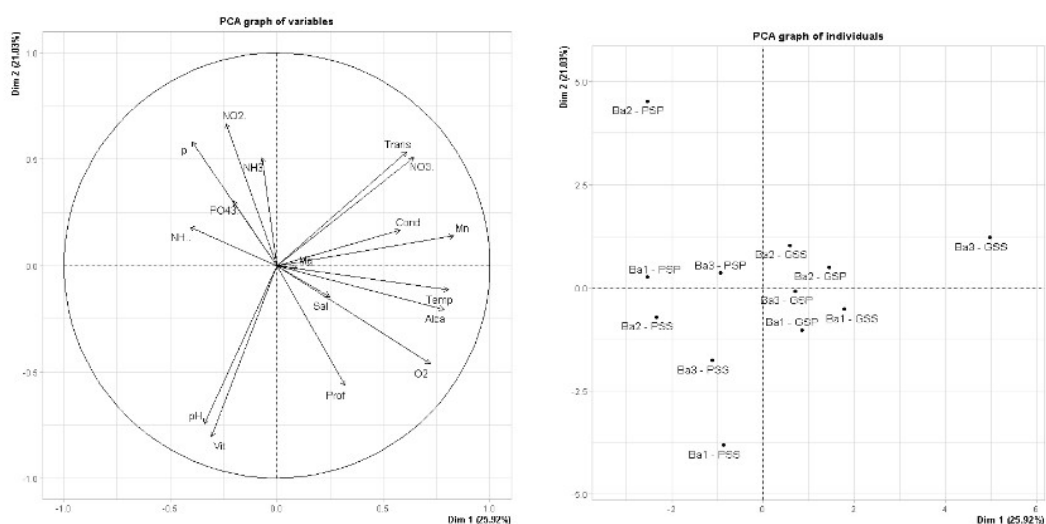 PCA graph of variables
Dim 2 (21.03%)
1.0
0.5
0.0
-0.5
-1.0
NO2.
p
NH3
PO43.
NH .
Trans
NO3.
Cond
Mn
Temp
Sal
Alca
O2
Prof
pH
Vit
-1.0
-0.5
0.0
0.5
1.0
Dim 1 (25.92%)
PCA graph of individuals
Dim 2 (21.03%)
5.0
2.5
0.0
-2.5
-5.0
Ba2 - PSP
Ba3 - GSS
Ba2 - GSS
Ba1 - PSP
Ba3 - PSP
Ba2 - GSP
Ba3 - GSP
Ba2 - PSS
Ba1 - GSP
Ba1 - GSS
Ba3 - PSS
Ba1 - PSS
-2
0
2
4
6
Dim 1 (25.92%)